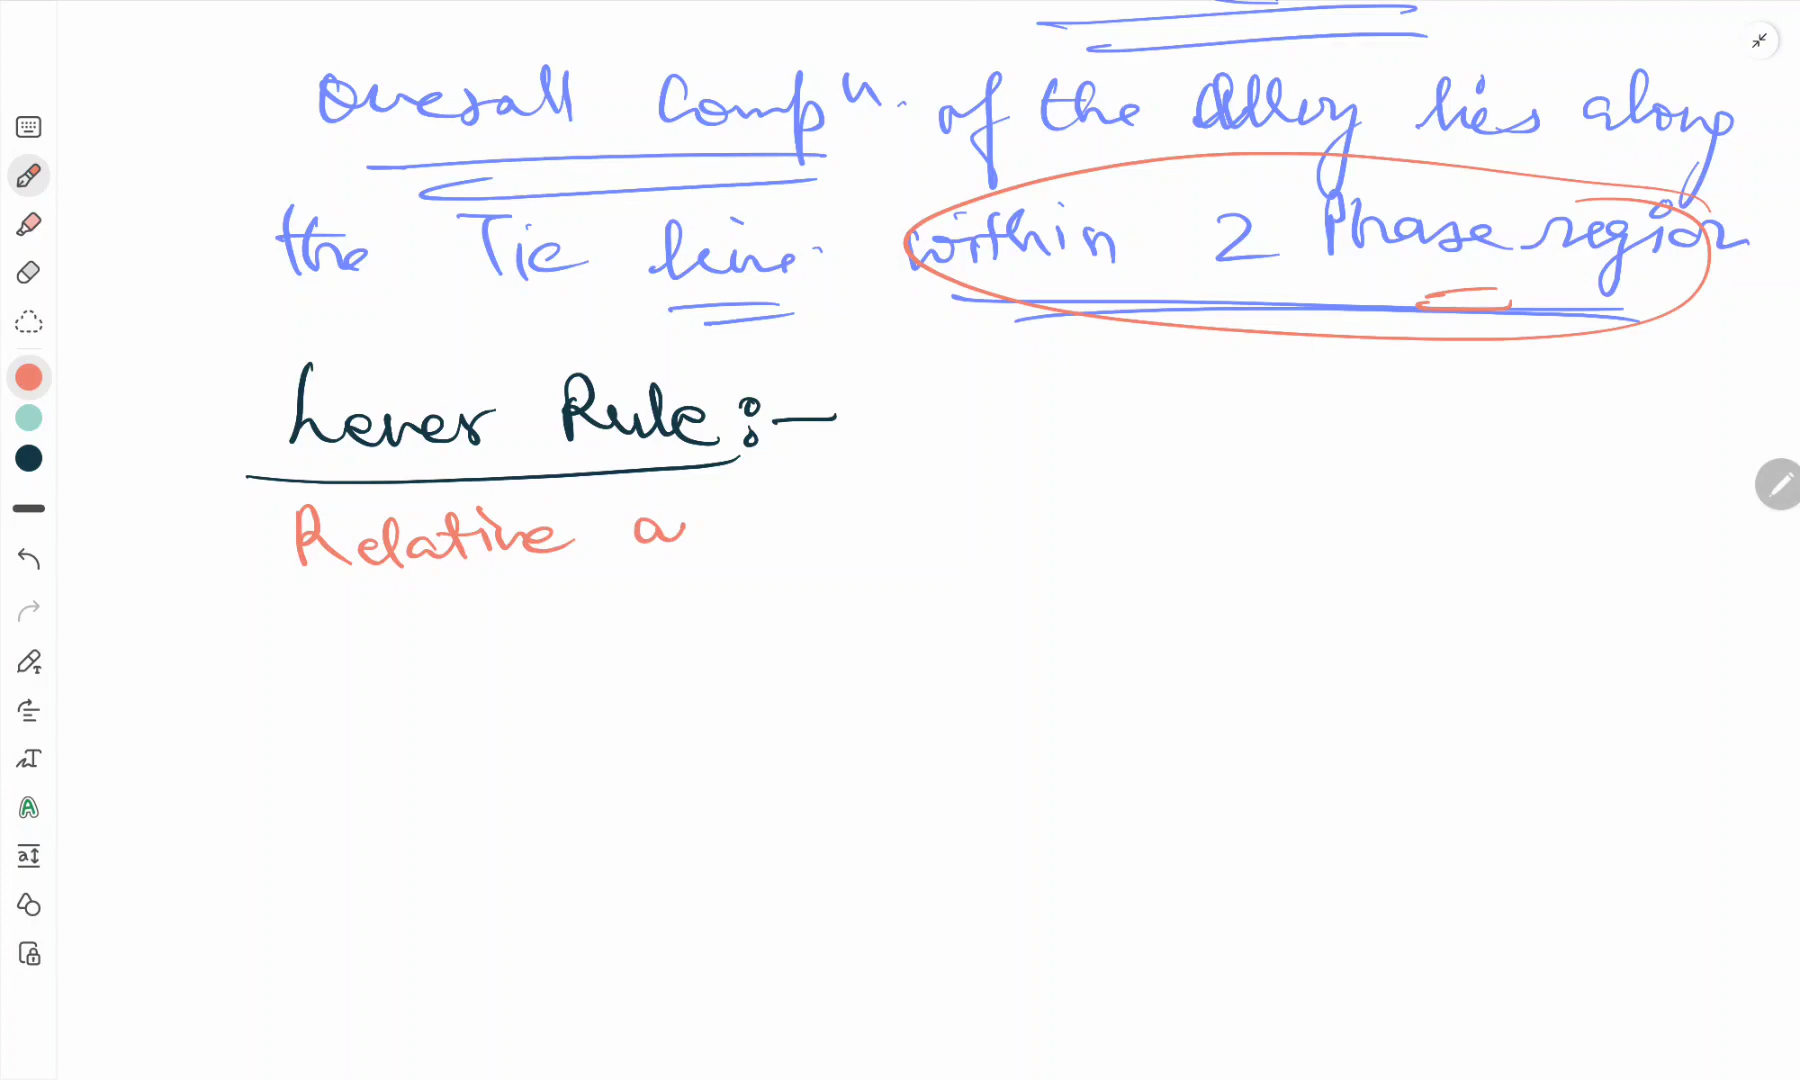 Overall Compⁿ. of the Alloy lies along
the Tie line. within 2 Phase region
Lever Rule :-
Relative a